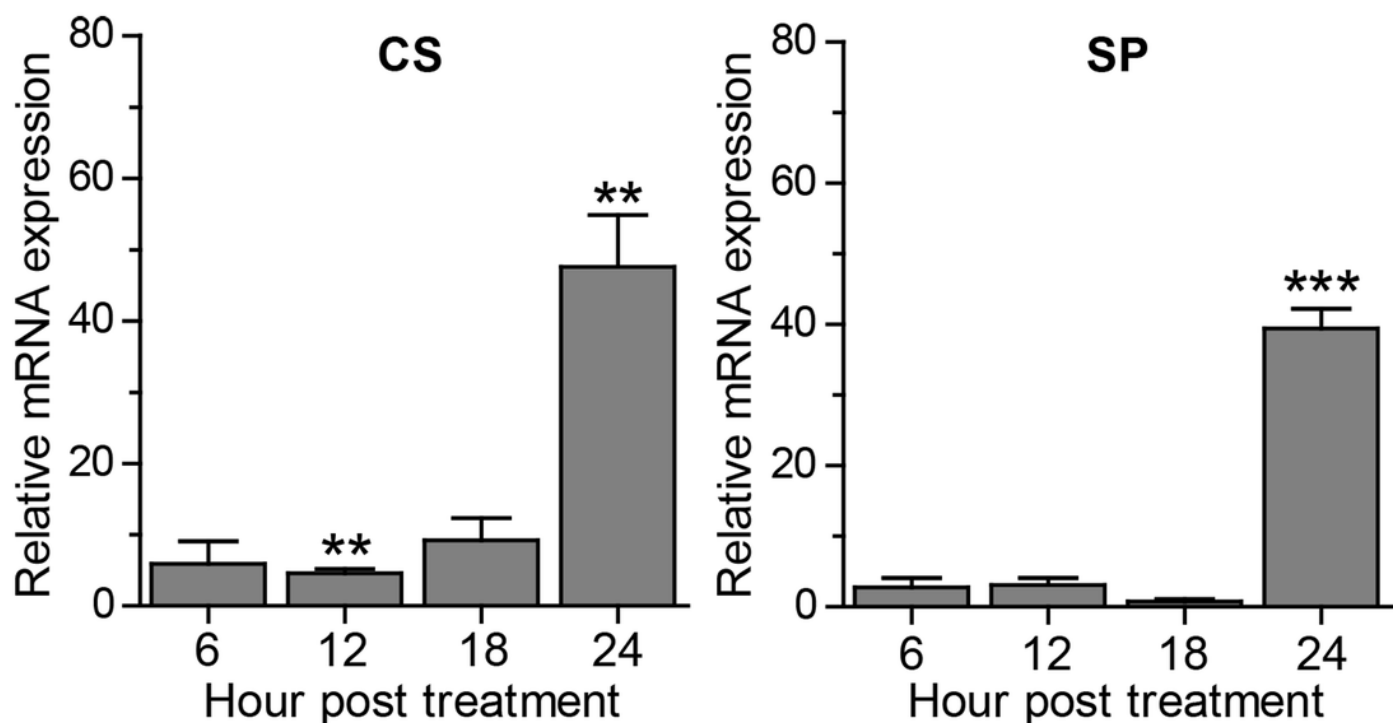 CS
Relative mRNA expression
80
60
40
20
0
**
**
6 12 18 24
Hour post treatment
SP
Relative mRNA expression
80
60
40
20
0
***
6 12 18 24
Hour post treatment